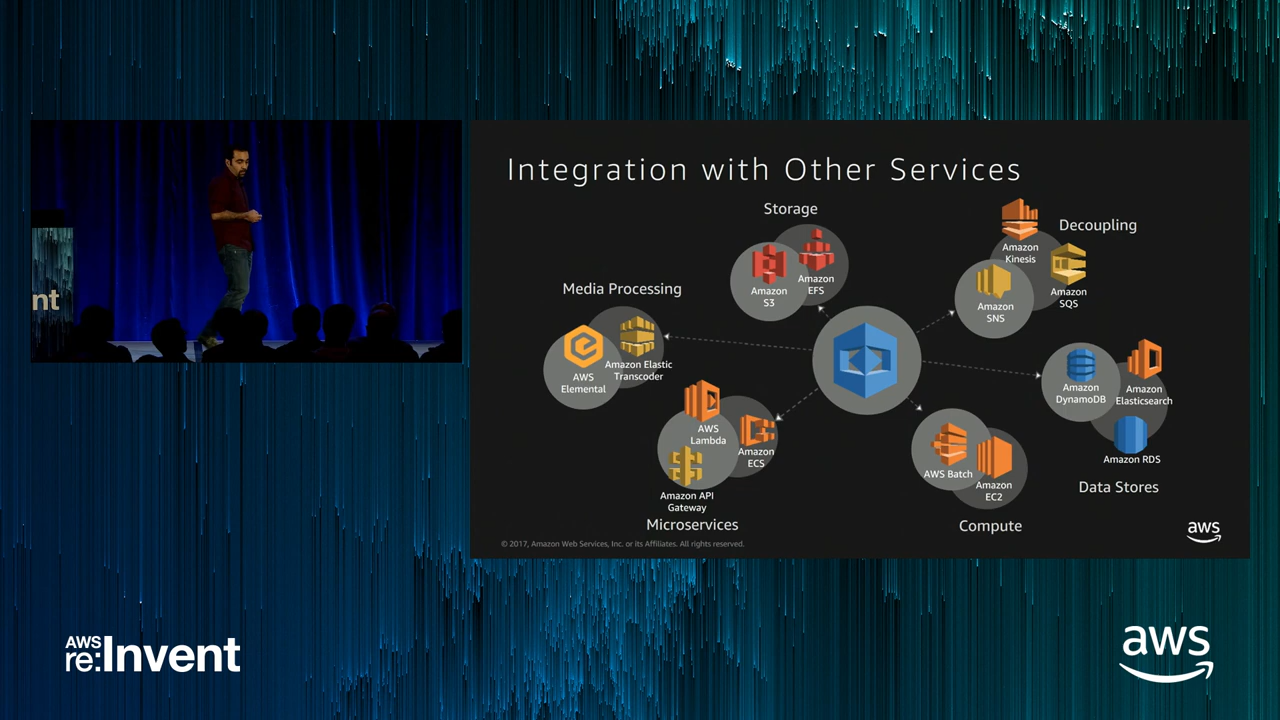 nt
Integration with Other Services
Storage
Amazon
S3
Amazon
EFS
Amazon
Kinesis
Decoupling
Amazon
SQS
Amazon
SNS
Media Processing
AWS
Elemental
Amazon Elastic
Transcoder
Amazon
DynamoDB
Amazon
Elasticsearch
Amazon RDS
Data Stores
AWS
Lambda
Amazon
ECS
Amazon API
Gateway
Microservices
AWS Batch
Amazon
EC2
Compute
© 2017, Amazon Web Services, Inc. or its Affiliates. All rights reserved.
aws
AWS
re:Invent
aws